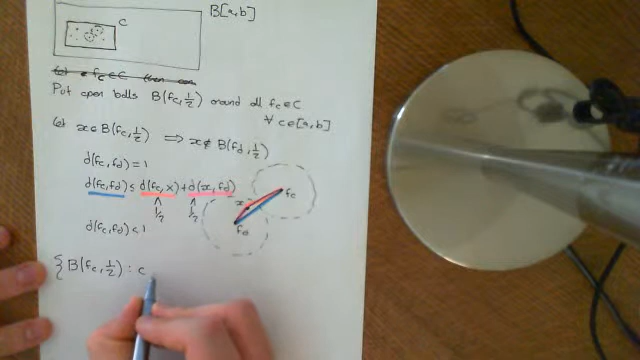 B[a,b]
C
(c) f_c ∈ C then con
Put open balls B(f_c, 1/2) around all f_c ∈ C
∀ c ∈ [a,b]
(c) x ∈ B(f_c, 1/2) ⟹ x ∉ B(f_d, 1/2)
d(f_c, f_d) = 1
d(f_c, f_d) ≤ d(f_c, x) + d(x, f_d)
x f_c
1/2 1/2
f_d
d(f_c, f_d) < 1
{ B(f_c, 1/2) : c